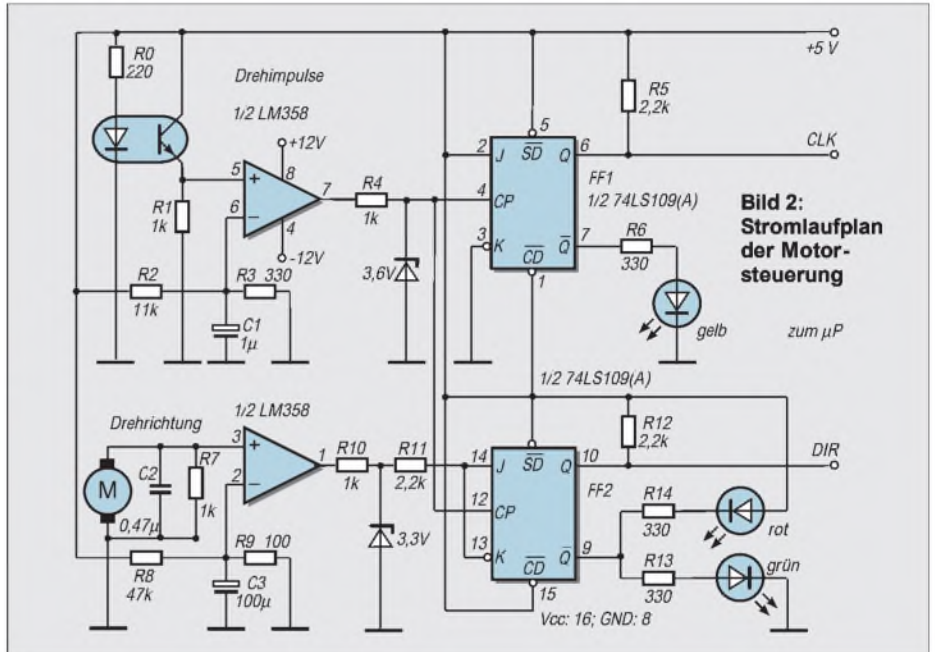 R0
220
Drehimpulse
1/2 LM358
+12V
8
5
+
6
–
7
4
-12V
R1
1k
R2
11k
R3 330
C1
1µ
R4
1k
3,6V
5
2
J
SD
Q
6
4
CP
3
K
CD
Q
7
1
FF1
1/2 74LS109(A)
R5
2,2k
+5 V
CLK
R6
330
gelb
Bild 2:
Stromlaufplan
der Motor-
steuerung
zum µP
Drehrichtung
1/2 LM358
M
C2
0,47µ
R7
1k
3
+
2
–
1
R8
47k
R9 100
C3
100µ
R10
1k
R11
2,2k
3,3V
1/2 74LS109(A)
14
J
SD
Q
10
12
CP
13
K
CD
Q
9
15
FF2
R12
2,2k
DIR
R14
330
rot
R13
330
grün
Vcc: 16; GND: 8